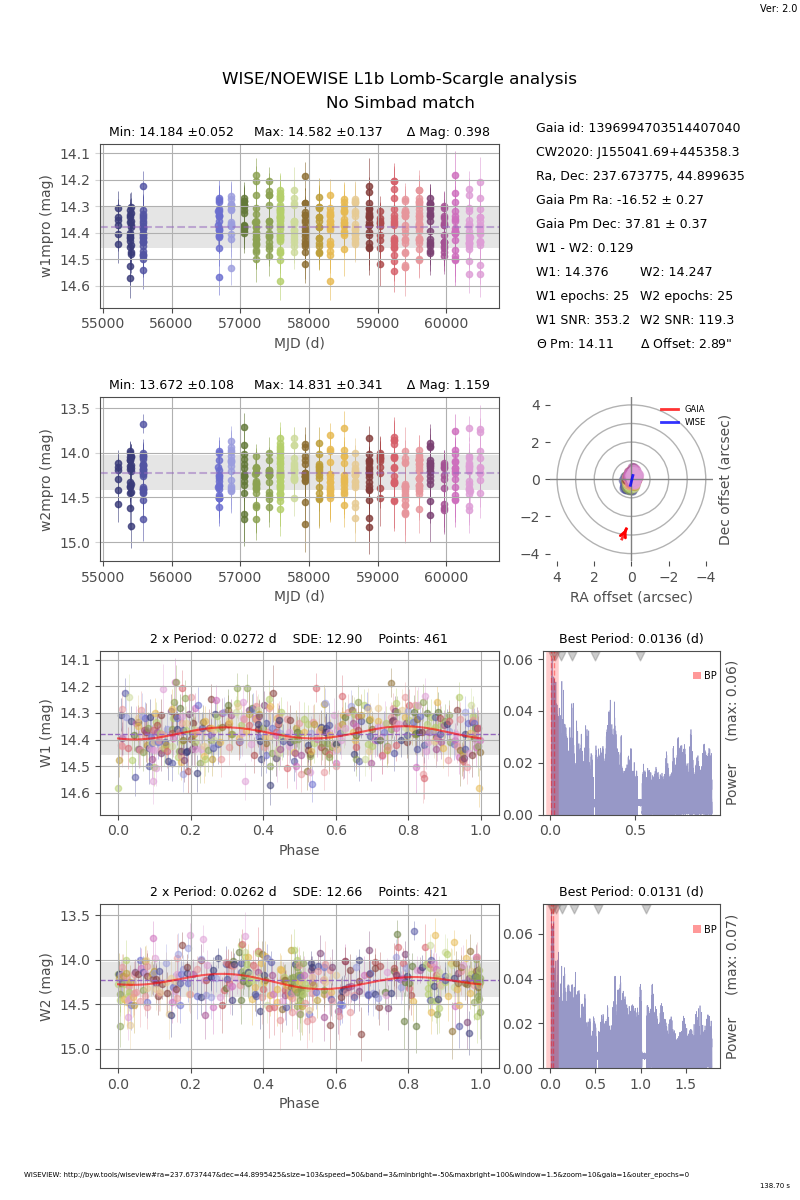 Ver: 2.0
WISE/NOEWISE L1b Lomb-Scargle analysis
No Simbad match
Min: 14.184 ±0.052 Max: 14.582 ±0.137 Δ Mag: 0.398
14.1
14.2
14.3
14.4
14.5
14.6
w1mpro (mag)
55000 56000 57000 58000 59000 60000
MJD (d)
Gaia id: 1396994703514407040
CW2020: J155041.69+445358.3
Ra, Dec: 237.673775, 44.899635
Gaia Pm Ra: -16.52 ± 0.27
Gaia Pm Dec: 37.81 ± 0.37
W1 - W2: 0.129
W1: 14.376 W2: 14.247
W1 epochs: 25 W2 epochs: 25
W1 SNR: 353.2 W2 SNR: 119.3
Θ Pm: 14.11 Δ Offset: 2.89"
Min: 13.672 ±0.108 Max: 14.831 ±0.341 Δ Mag: 1.159
13.5
14.0
14.5
15.0
w2mpro (mag)
55000 56000 57000 58000 59000 60000
MJD (d)
GAIA
WISE
4
2
0
−2
−4
4 2 0 −2 −4
RA offset (arcsec)
Dec offset (arcsec)
2 x Period: 0.0272 d SDE: 12.90 Points: 461
14.1
14.2
14.3
14.4
14.5
14.6
W1 (mag)
0.0 0.2 0.4 0.6 0.8 1.0
Phase
Best Period: 0.0136 (d)
BP
0.06
0.04
0.02
0.00
0.0 0.5
Power (max: 0.06)
2 x Period: 0.0262 d SDE: 12.66 Points: 421
13.5
14.0
14.5
15.0
W2 (mag)
0.0 0.2 0.4 0.6 0.8 1.0
Phase
Best Period: 0.0131 (d)
BP
0.06
0.04
0.02
0.00
0.0 0.5 1.0 1.5
Power (max: 0.07)
WISEVIEW: http://byw.tools/wiseview#ra=237.6737447&dec=44.8995425&size=103&speed=50&band=3&minbright=-50&maxbright=100&window=1.5&zoom=10&gaia=1&outer_epochs=0
138.70 s